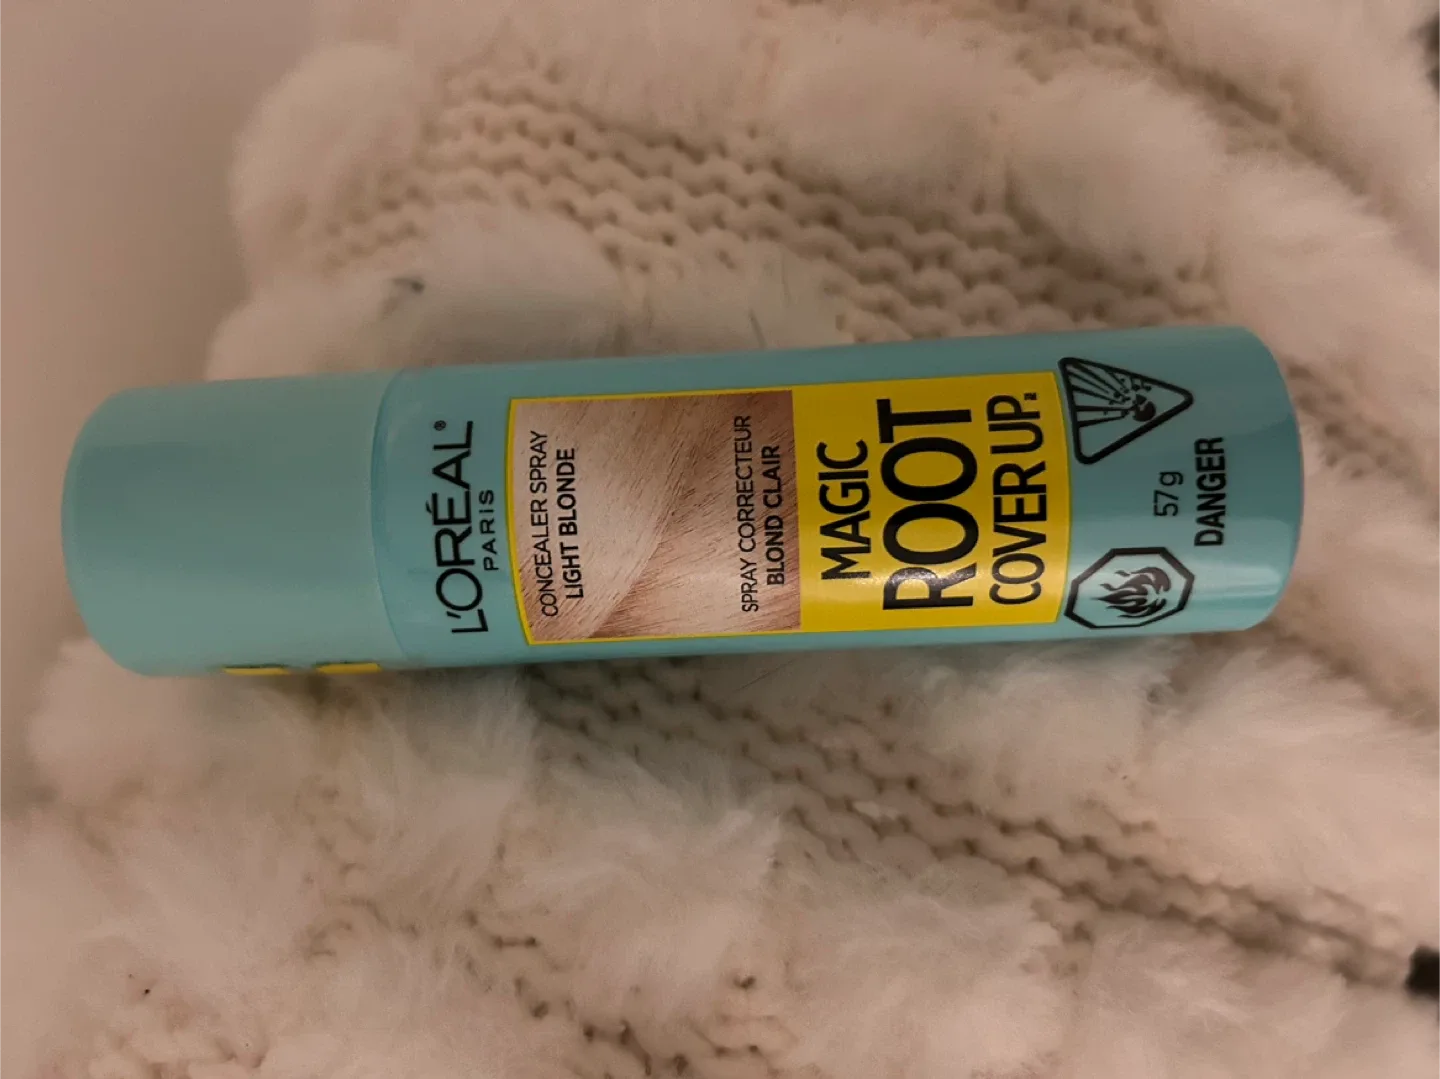 L'ORÉAL®
PARIS
CONCEALER SPRAY
LIGHT BLONDE
SPRAY CORRECTEUR
BLOND CLAIR
MAGIC
ROOT
COVER UP.
57g
DANGER